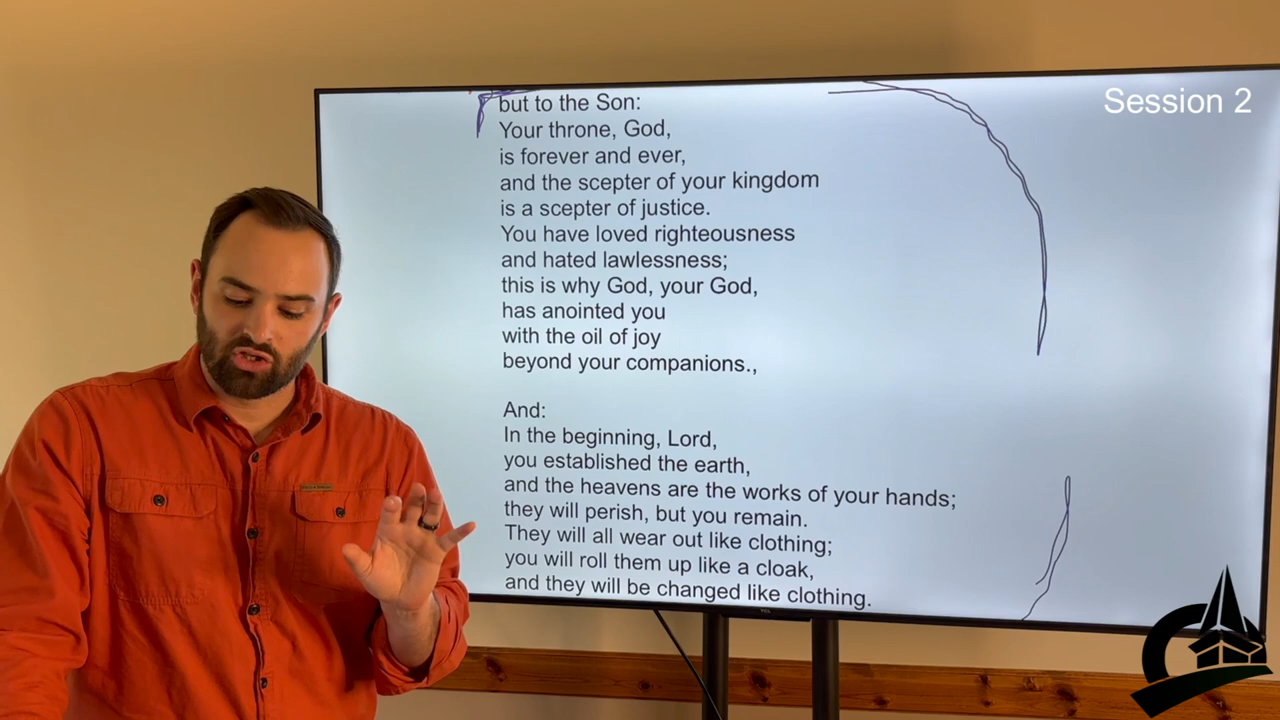 Session 2
but to the Son:
Your throne, God,
is forever and ever,
and the scepter of your kingdom
is a scepter of justice.
You have loved righteousness
and hated lawlessness;
this is why God, your God,
has anointed you
with the oil of joy
beyond your companions.,
And:
In the beginning, Lord,
you established the earth,
and the heavens are the works of your hands;
they will perish, but you remain.
They will all wear out like clothing;
you will roll them up like a cloak,
and they will be changed like clothing.
TCL